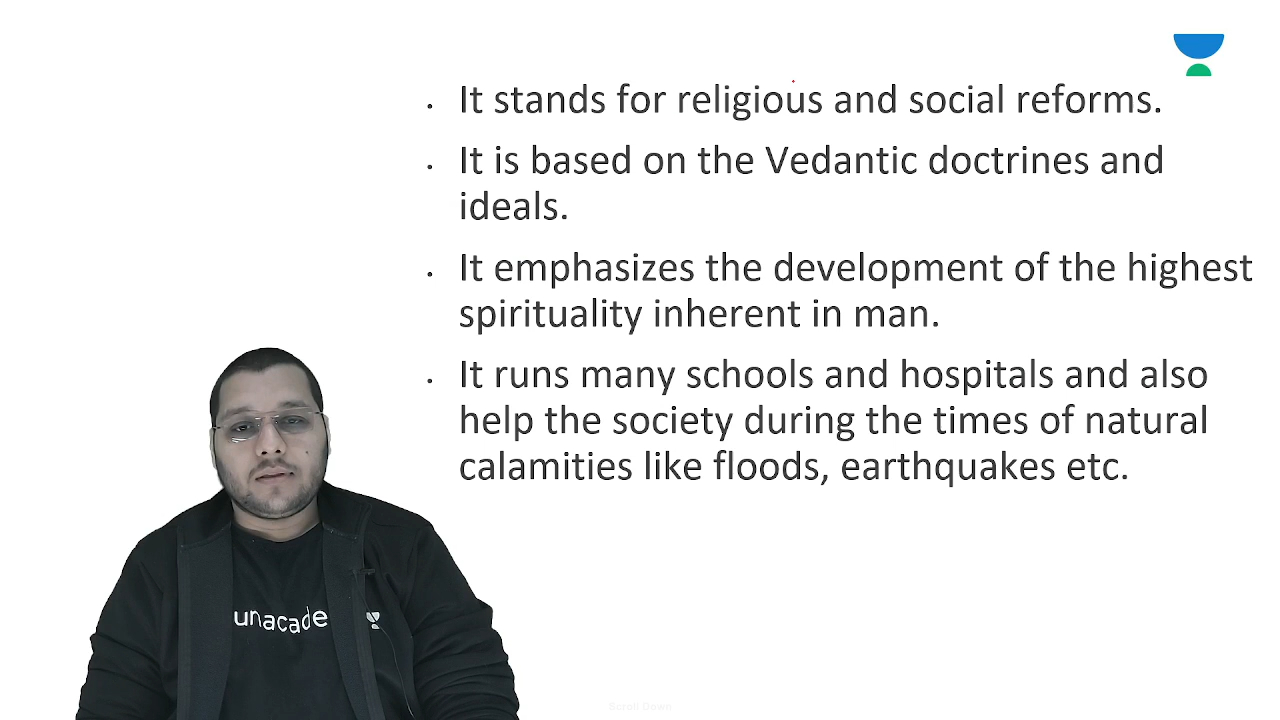 It stands for religious and social reforms.
It is based on the Vedantic doctrines and
ideals.
It emphasizes the development of the highest
spirituality inherent in man.
It runs many schools and hospitals and also
help the society during the times of natural
calamities like floods, earthquakes etc.
unacade
Scroll Down